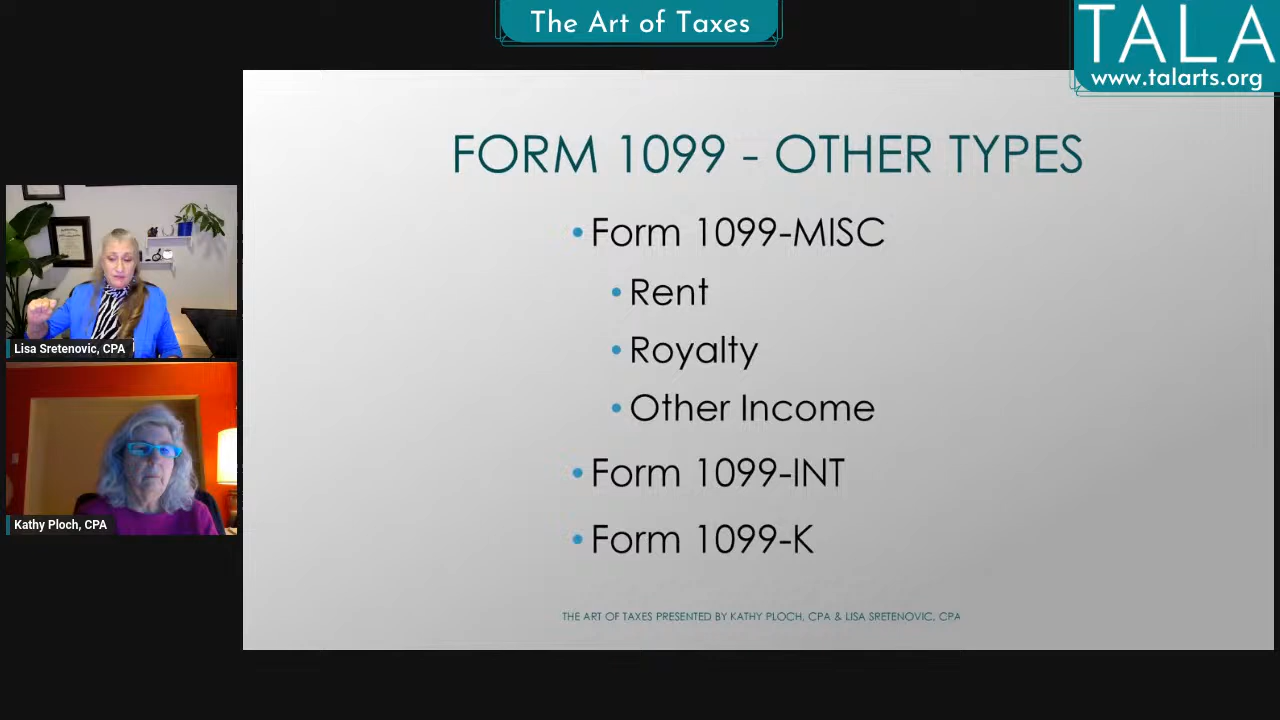 The Art of Taxes
TALA
www.talarts.org
FORM 1099 - OTHER TYPES
• Form 1099-MISC
• Rent
• Royalty
• Other Income
• Form 1099-INT
• Form 1099-K
THE ART OF TAXES PRESENTED BY KATHY PLOCH, CPA & LISA SRETENOVIC, CPA
Lisa Sretenovic, CPA
Kathy Ploch, CPA